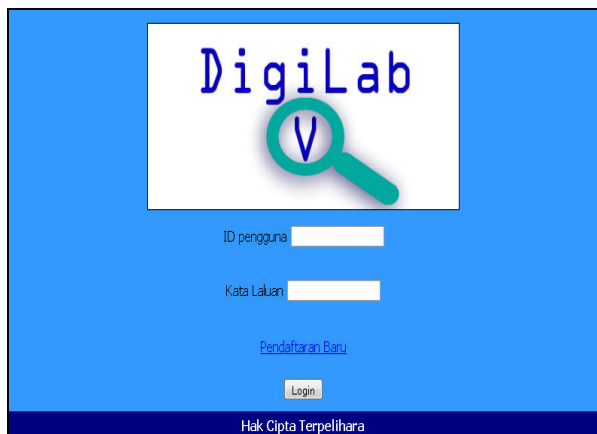 DigiLab
V
ID pengguna
Kata Laluan
Pendaftaran Baru
Login
Hak Cipta Terpelihara